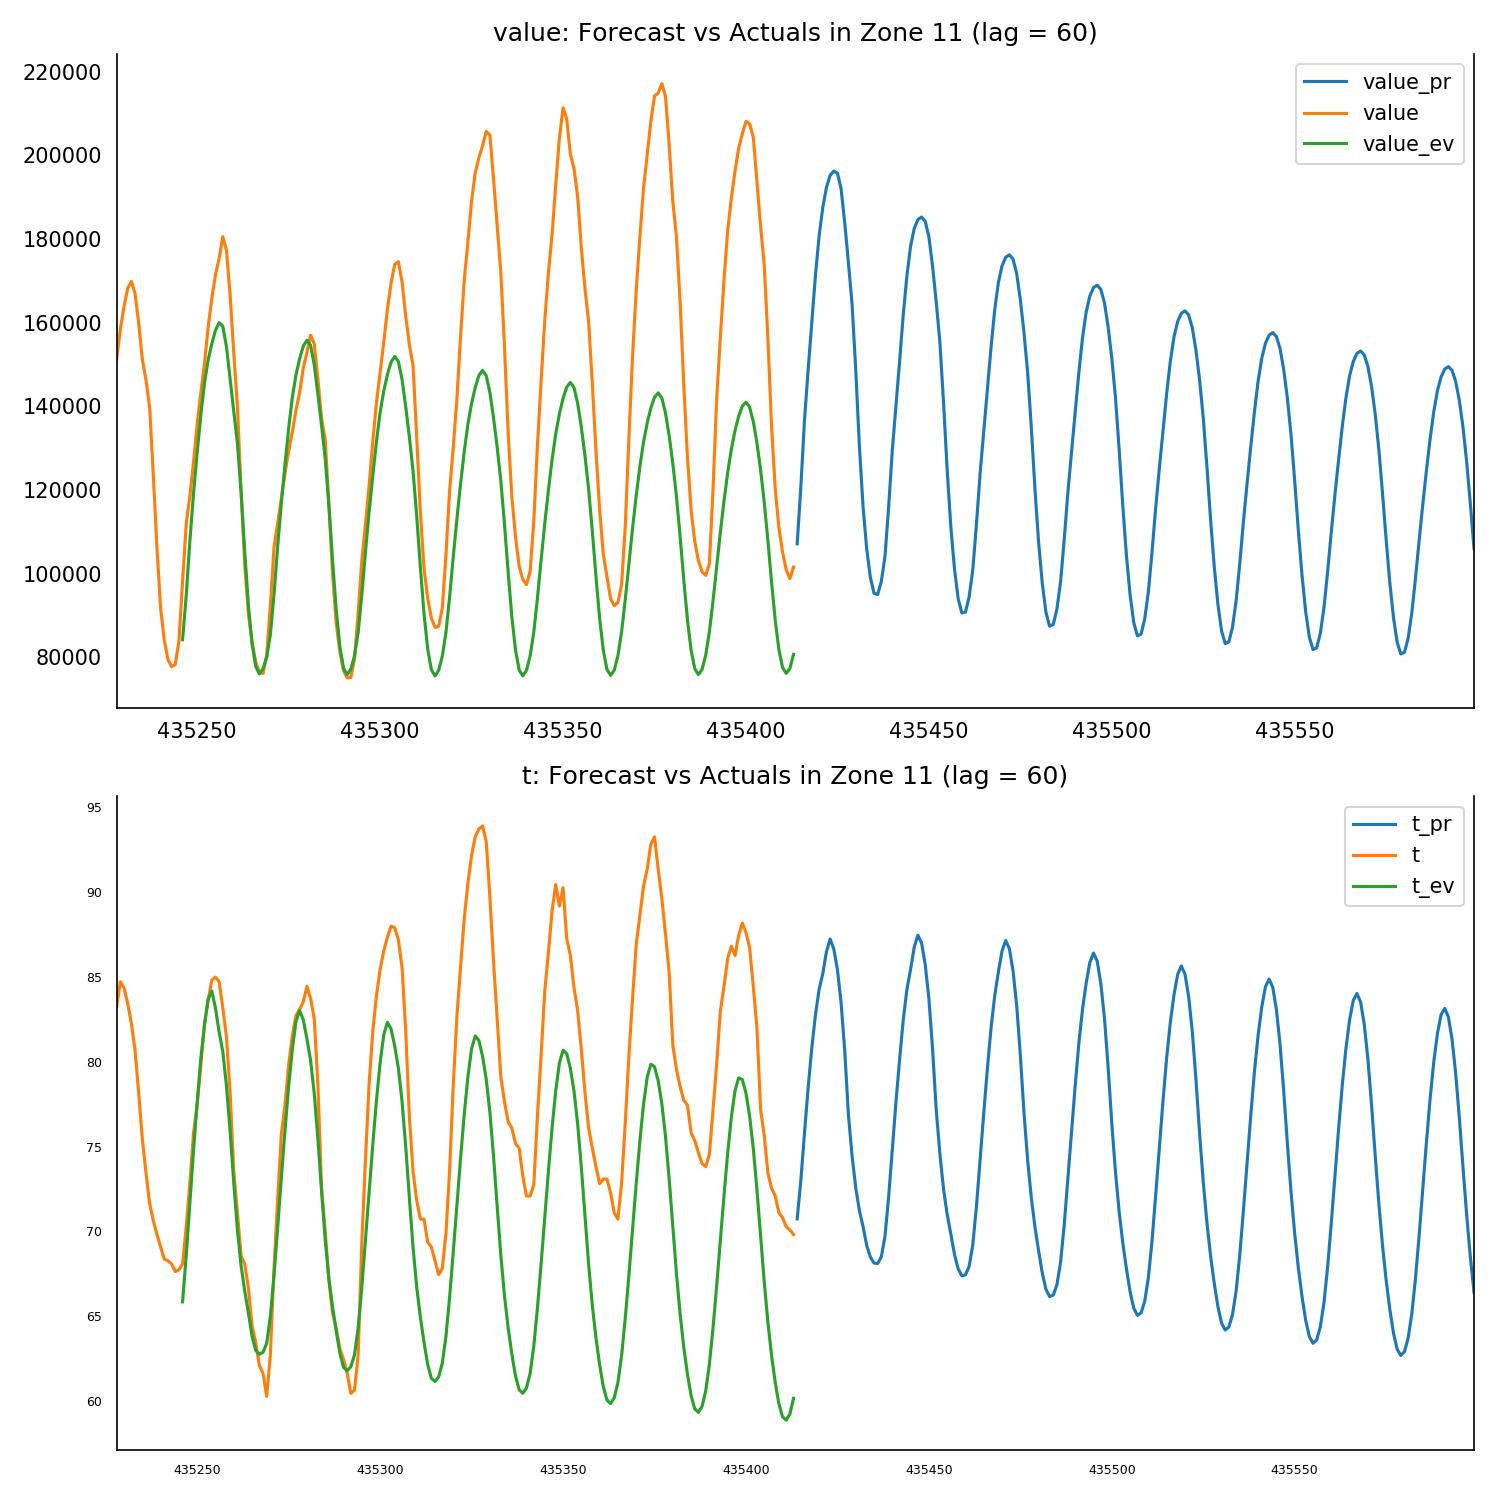 value: Forecast vs Actuals in Zone 11 (lag = 60)
220000
200000
180000
160000
140000
120000
100000
80000
value_pr
value
value_ev
435250 435300 435350 435400 435450 435500 435550
t: Forecast vs Actuals in Zone 11 (lag = 60)
95
90
85
80
75
70
65
60
t_pr
t
t_ev
435250 435300 435350 435400 435450 435500 435550